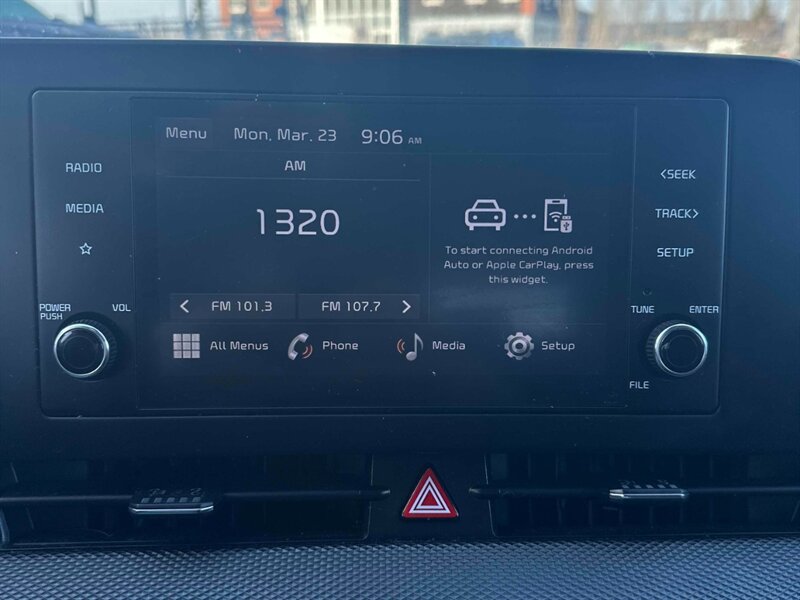 Menu Mon, Mar. 23 9:06 AM
AM
1320
FM 101.3 FM 107.7
To start connecting Android
Auto or Apple CarPlay, press
this widget.
All Menus Phone Media Setup
RADIO
MEDIA
POWER
PUSH
VOL
<SEEK
TRACK>
SETUP
TUNE
ENTER
FILE